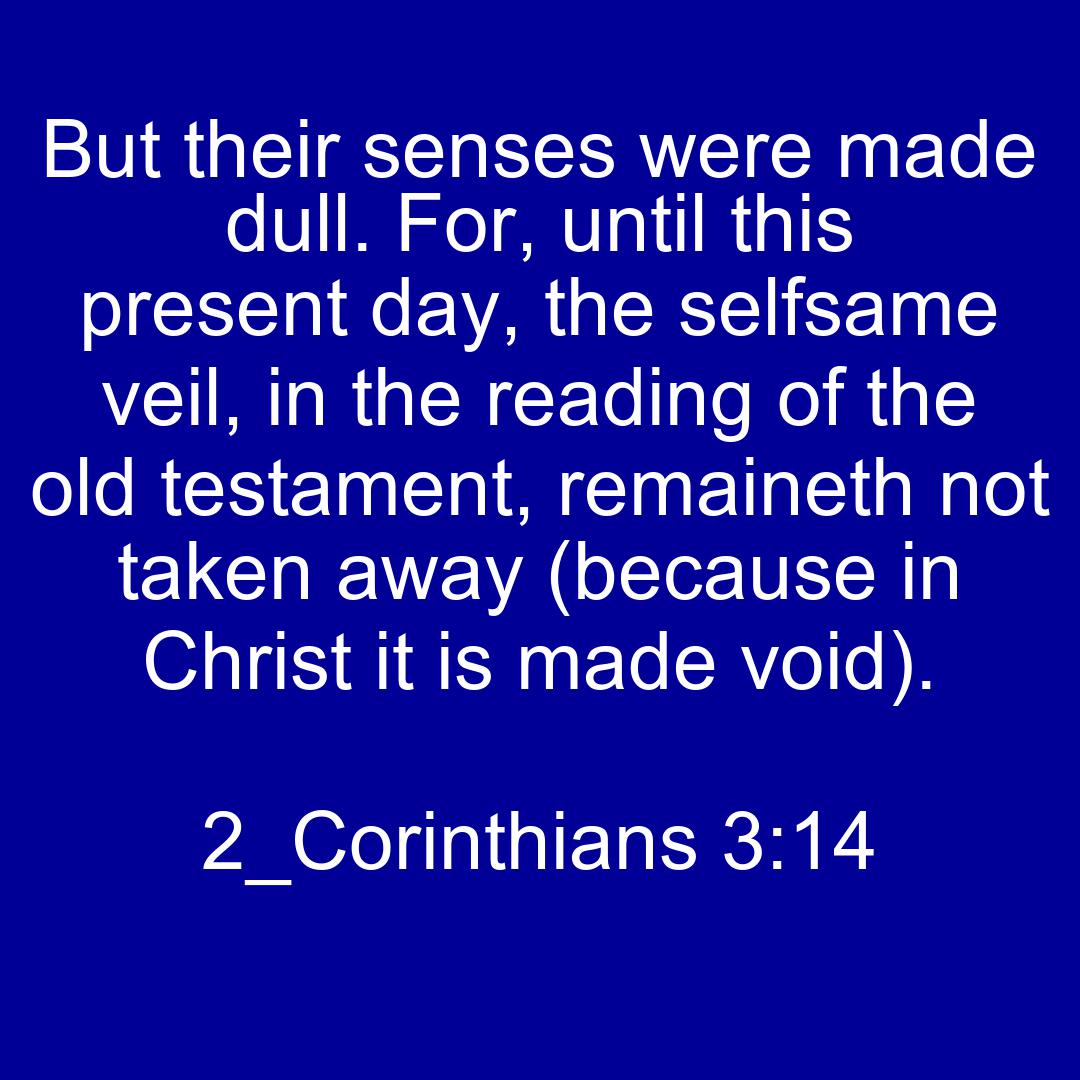 But their senses were made
dull. For, until this
present day, the selfsame
veil, in the reading of the
old testament, remaineth not
taken away (because in
Christ it is made void).
2_Corinthians 3:14